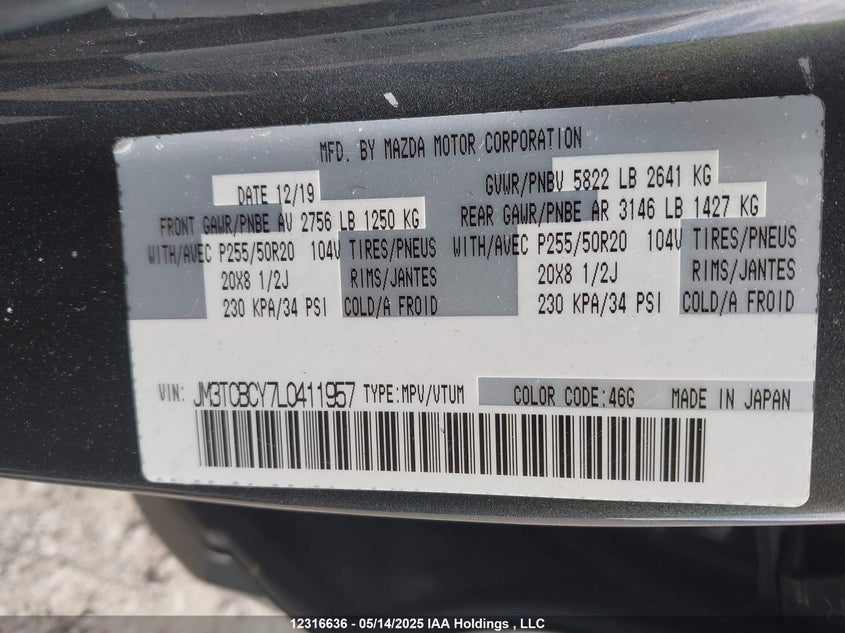 MFD. BY MAZDA MOTOR CORPORATION
DATE 12/19 GVWR/PNBV 5822 LB 2641 KG
FRONT GAWR/PNBE AV 2756 LB 1250 KG REAR GAWR/PNBE AR 3146 LB 1427 KG
WITH/AVEC P255/50R20 104V TIRES/PNEUS WITH/AVEC P255/50R20 104V TIRES/PNEUS
20X8 1/2J RIMS/JANTES 20X8 1/2J RIMS/JANTES
230 KPA/34 PSI COLD/A FROID 230 KPA/34 PSI COLD/A FROID
VIN: JM3TCBCY7L0411957 TYPE:MPV/VTUM COLOR CODE:46G MADE IN JAPAN
12316636 - 05/14/2025 IAA Holdings , LLC